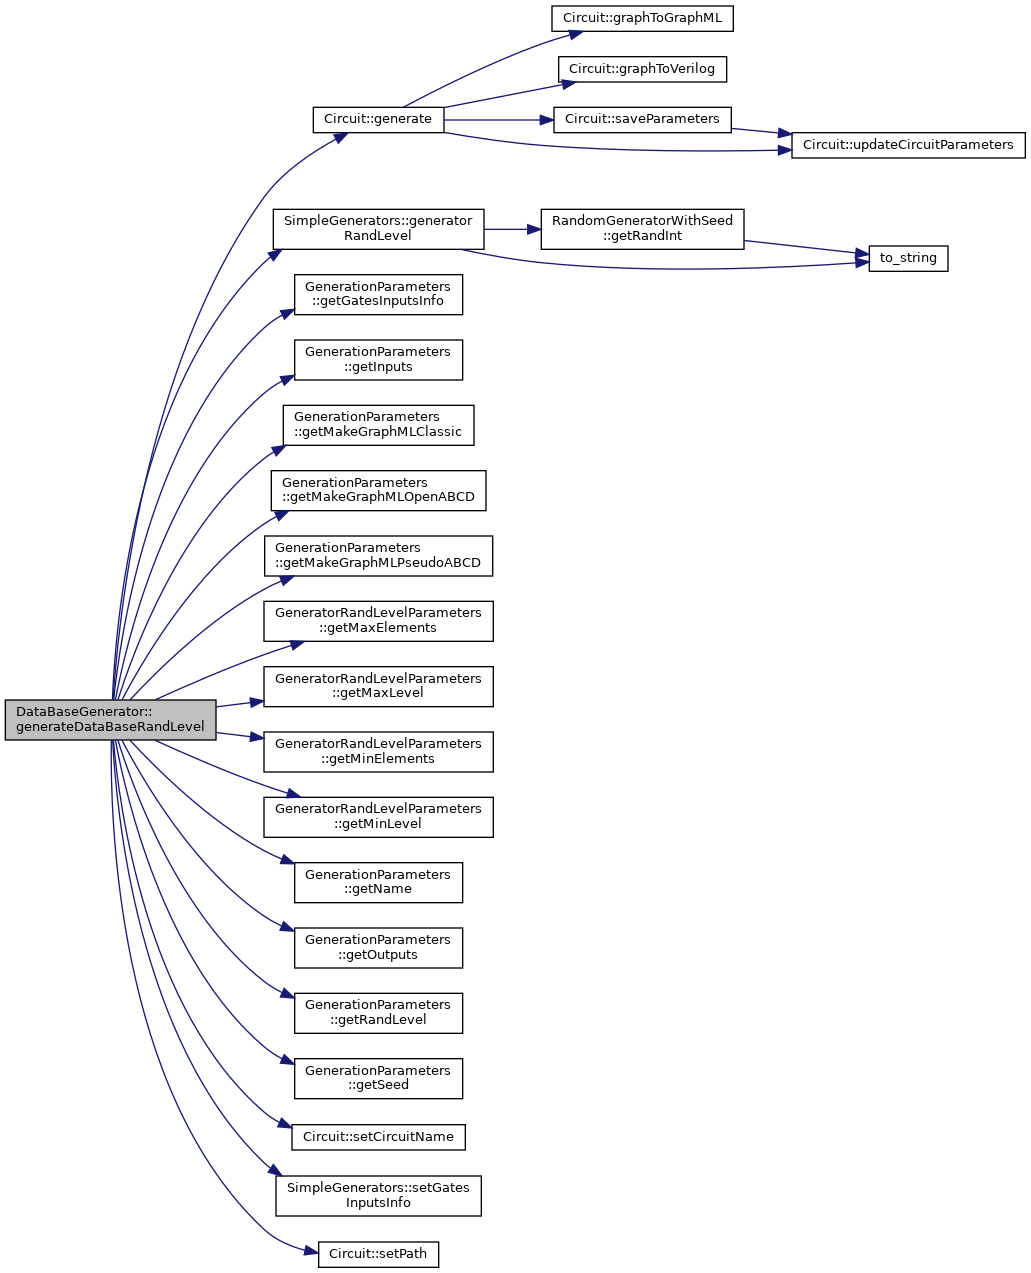 Circuit::graphToGraphML
Circuit::graphToVerilog
Circuit::generate
Circuit::saveParameters
Circuit::updateCircuitParameters
SimpleGenerators::generator
RandLevel
RandomGeneratorWithSeed
::getRandInt
to_string
GenerationParameters
::getGatesInputsInfo
GenerationParameters
::getInputs
GenerationParameters
::getMakeGraphMLClassic
GenerationParameters
::getMakeGraphMLOpenABCD
GenerationParameters
::getMakeGraphMLPseudoABCD
GeneratorRandLevelParameters
::getMaxElements
GeneratorRandLevelParameters
::getMaxLevel
DataBaseGenerator::
generateDataBaseRandLevel
GeneratorRandLevelParameters
::getMinElements
GeneratorRandLevelParameters
::getMinLevel
GenerationParameters
::getName
GenerationParameters
::getOutputs
GenerationParameters
::getRandLevel
GenerationParameters
::getSeed
Circuit::setCircuitName
SimpleGenerators::setGates
InputsInfo
Circuit::setPath